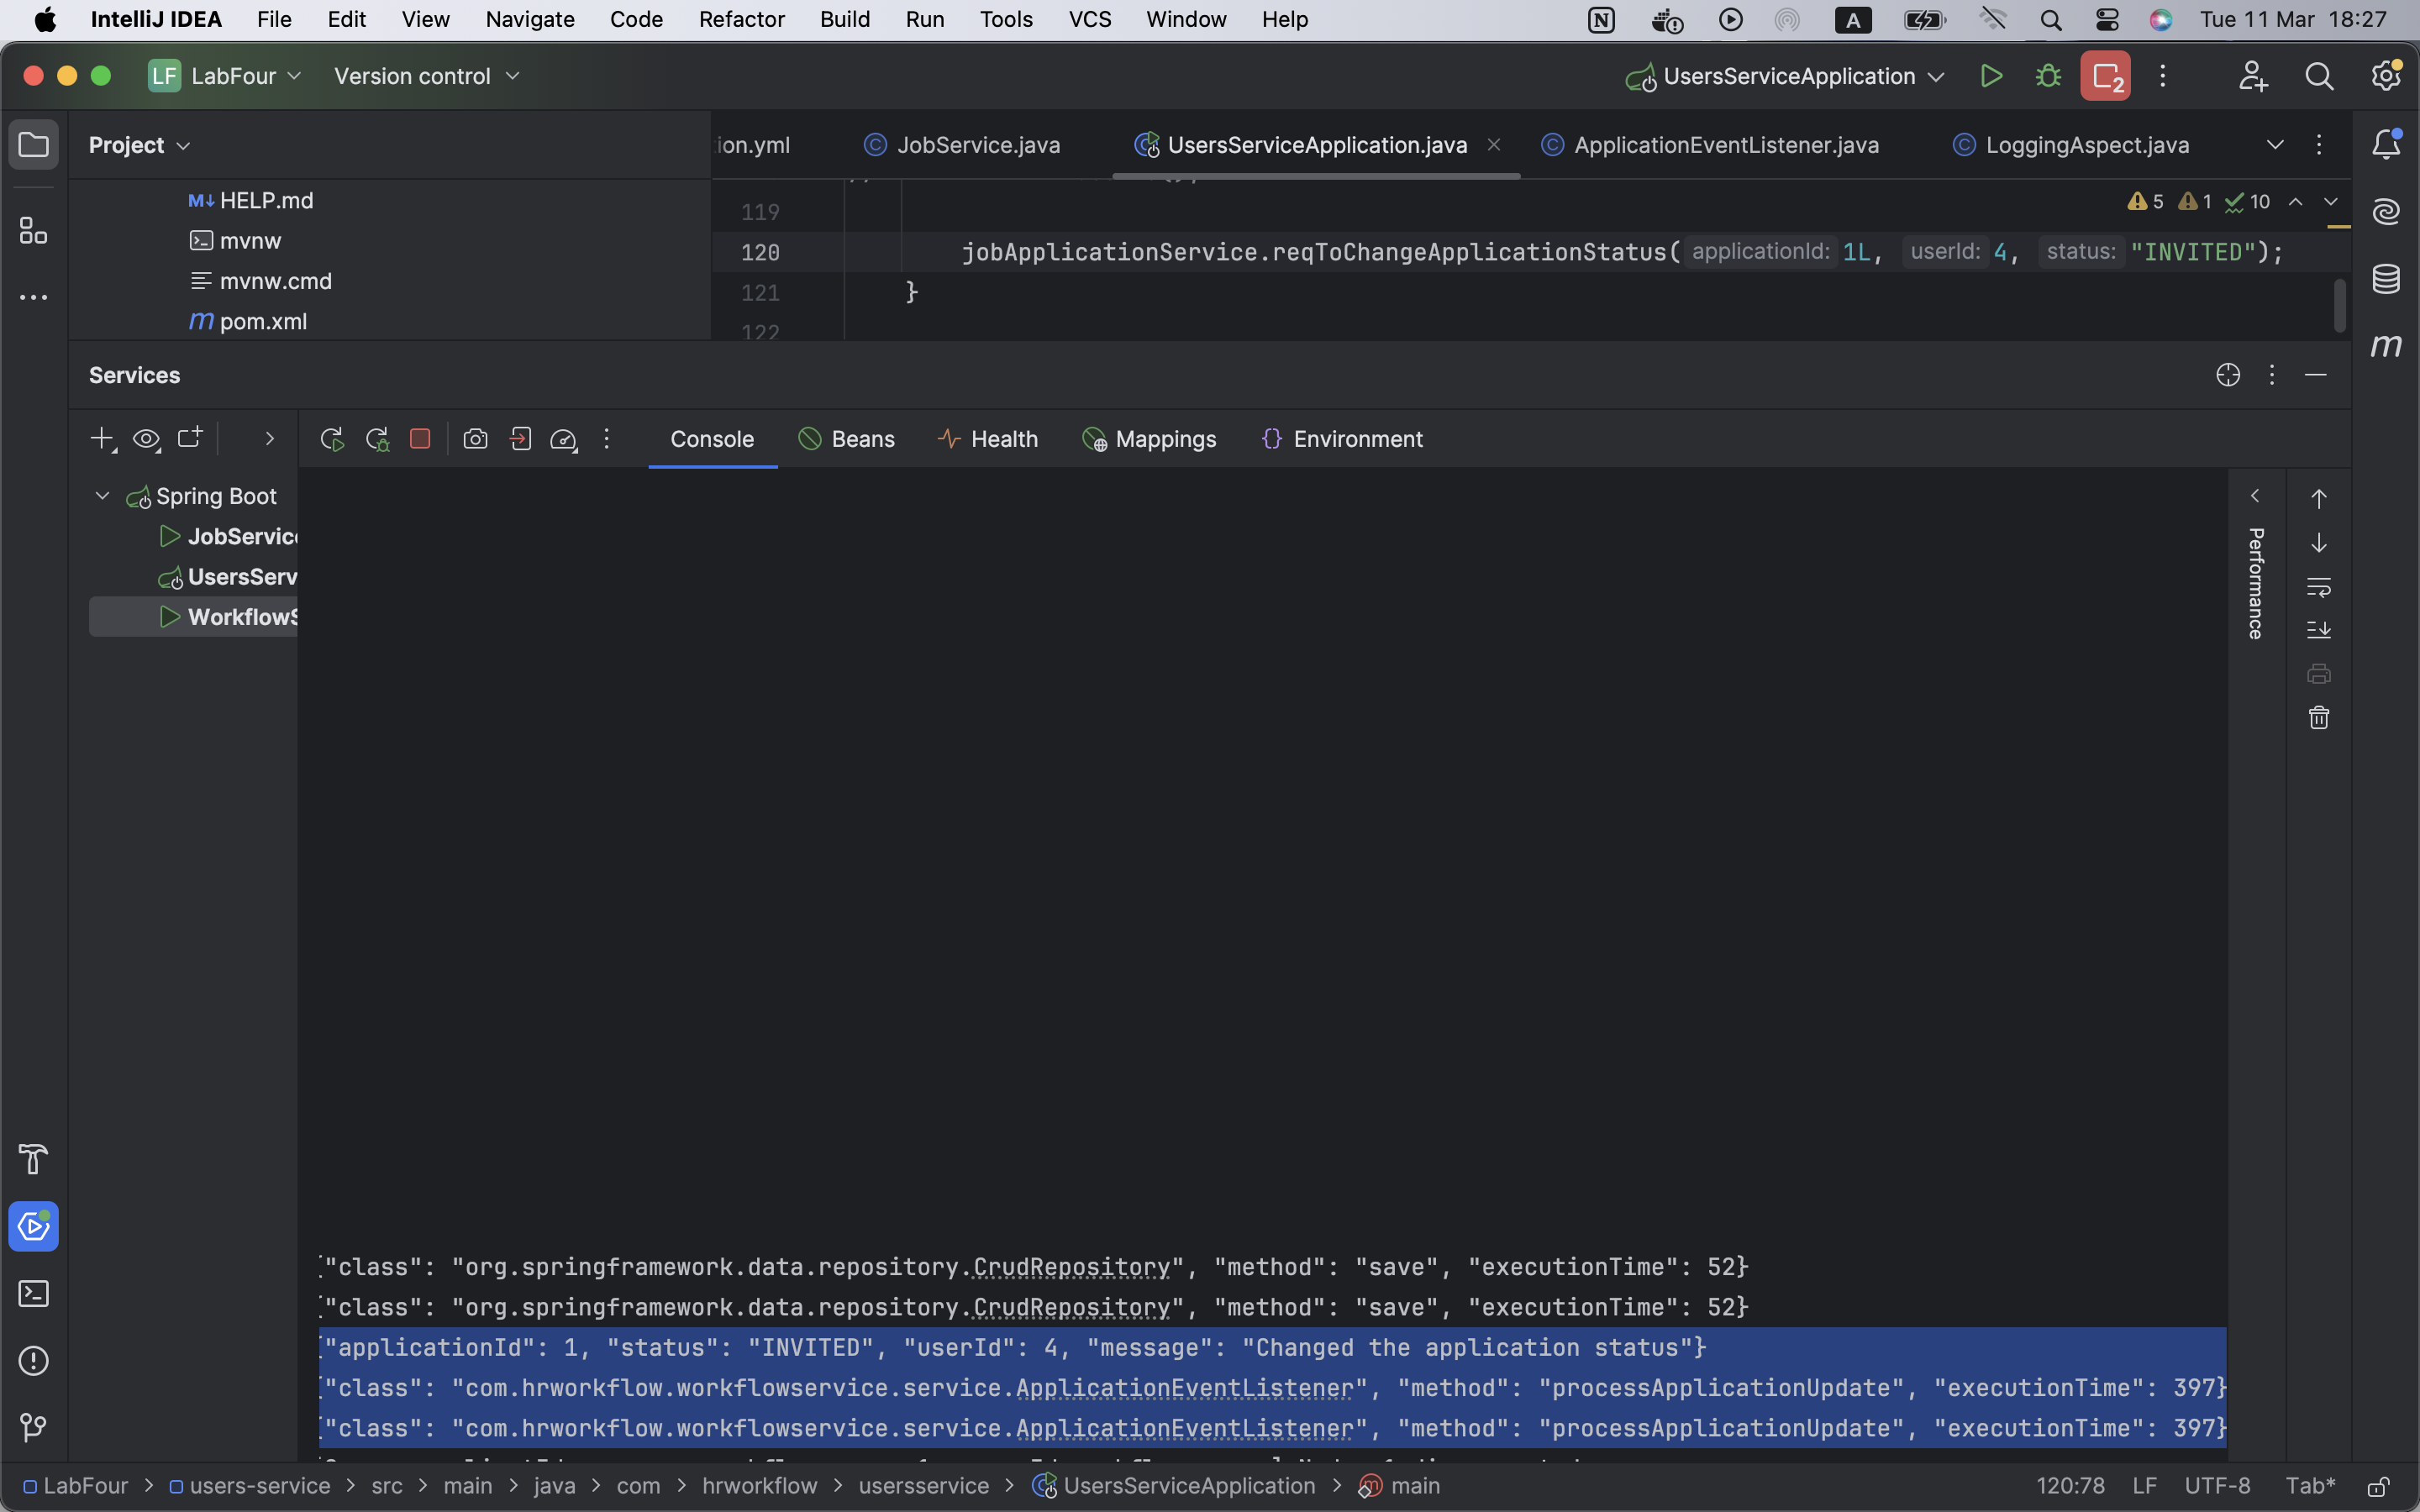 IntelliJ IDEA File Edit View Navigate Code Refactor Build Run Tools VCS Window Help N A Tue 11 Mar 18:27
LF LabFour Version control UsersServiceApplication 2
Project ion.yml JobService.java UsersServiceApplication.java ApplicationEventListener.java LoggingAspect.java
HELP.md
mvnw
mvnw.cmd
pom.xml
119 5 1 10
120 jobApplicationService.reqToChangeApplicationStatus( applicationId: 1L, userId: 4, status: "INVITED");
121 }
122
Services
Console Beans Health Mappings Environment
Spring Boot
JobServic
UsersServ
WorkflowS
Performance
{"class": "org.springframework.data.repository.CrudRepository", "method": "save", "executionTime": 52}
{"class": "org.springframework.data.repository.CrudRepository", "method": "save", "executionTime": 52}
{"applicationId": 1, "status": "INVITED", "userId": 4, "message": "Changed the application status"}
{"class": "com.hrworkflow.workflowservice.service.ApplicationEventListener", "method": "processApplicationUpdate", "executionTime": 397}
{"class": "com.hrworkflow.workflowservice.service.ApplicationEventListener", "method": "processApplicationUpdate", "executionTime": 397}
LabFour > users-service > src > main > java > com > hrworkflow > usersservice > UsersServiceApplication > main 120:78 LF UTF-8 Tab*